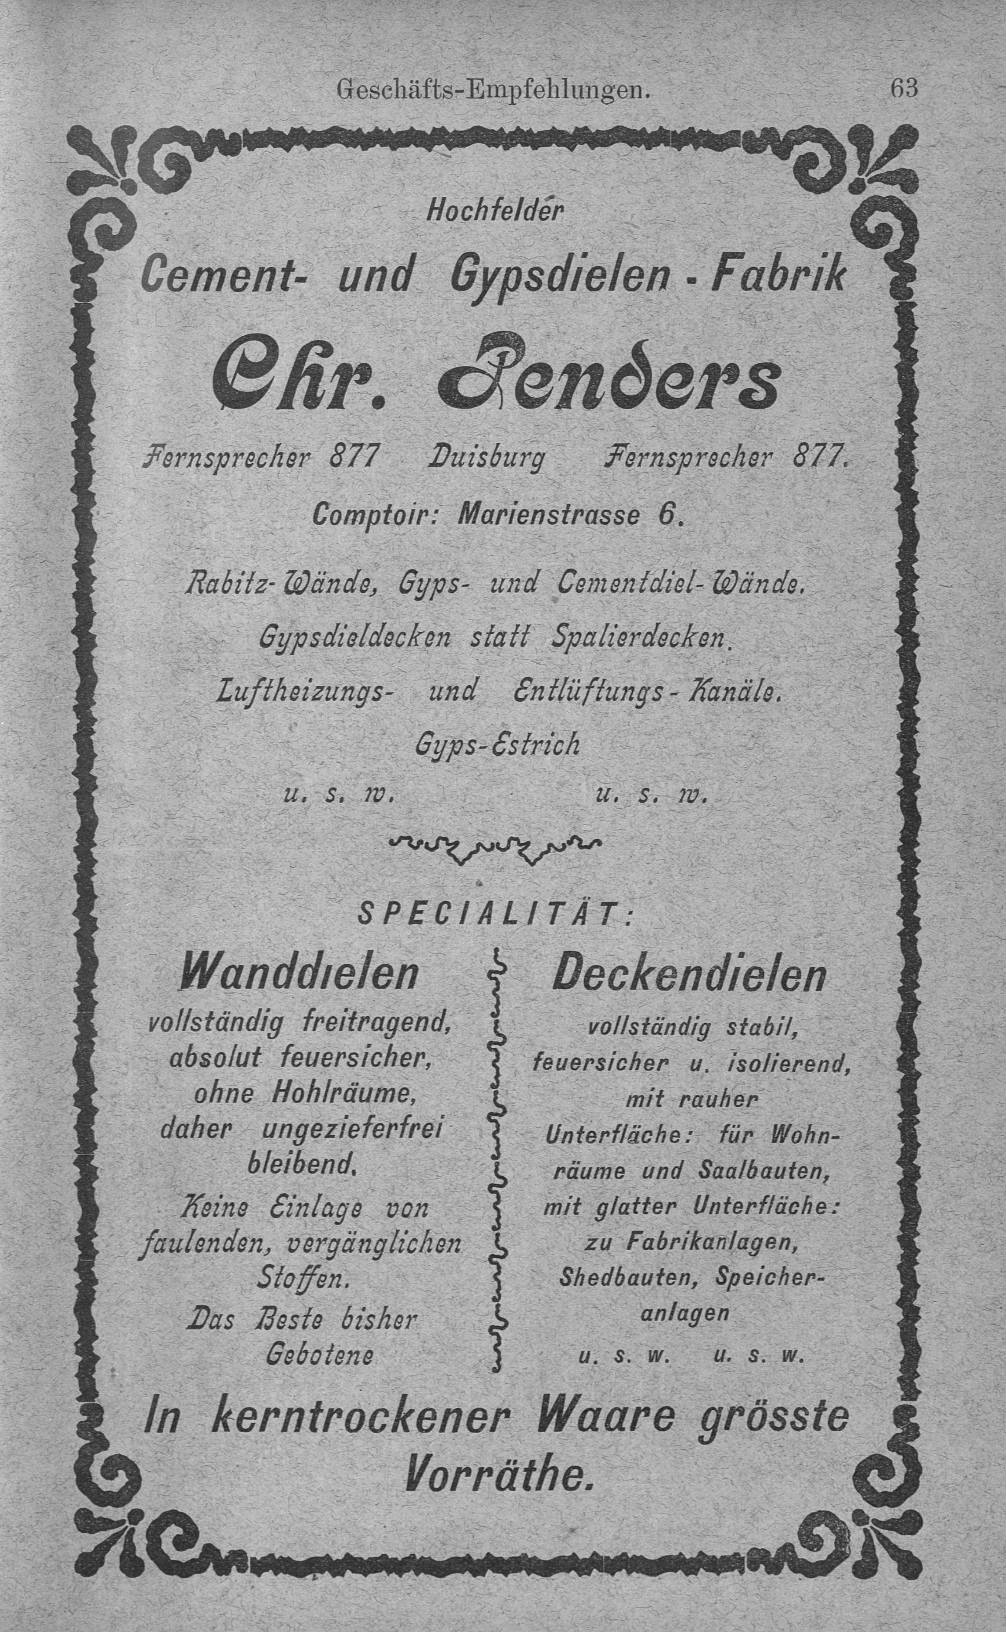 Geschäfts-Empfehlungen. 63
Hochfelder
Cement- und Gypsdielen - Fabrik
Chr. Penders
Fernsprecher 877 Duisburg Fernsprecher 877.
Comptoir: Marienstrasse 6.
Rabitz-Wände, Gyps- und Cementdiel-Wände.
Gypsdieldecken statt Spalierdecken.
Luftheizungs- und Entlüftungs-Kanäle.
Gyps-Estrich
u. s. w. u. s. w.
SPECIALITÄT:
Wanddielen
vollständig freitragend,
absolut feuersicher,
ohne Hohlräume,
daher ungezieferfrei
bleibend.
Keine Einlage von
faulenden, vergänglichen
Stoffen.
Das Beste bisher
Gebotene
Deckendielen
vollständig stabil,
feuersicher u. isolierend,
mit rauher
Unterfläche: für Wohn-
räume und Saalbauten,
mit glatter Unterfläche:
zu Fabrikanlagen,
Shedbauten, Speicher-
anlagen
u. s. w. u. s. w.
In kerntrockener Waare grösste
Vorräthe.